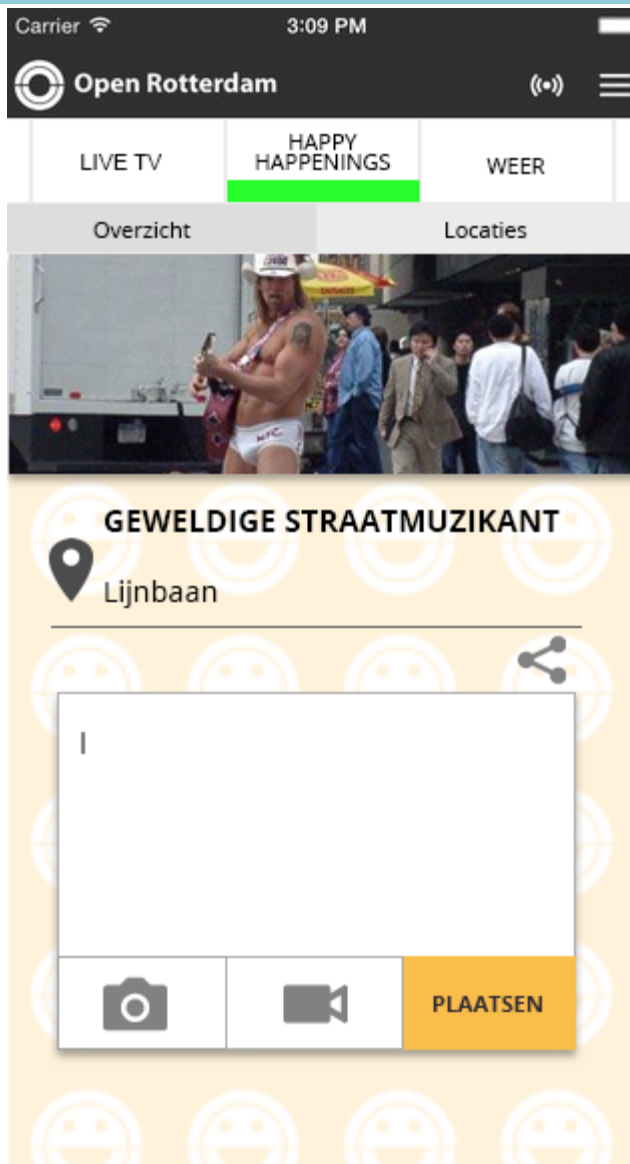 Carrier
3:09 PM
Open Rotterdam
LIVE TV
HAPPY
HAPPENINGS
WEER
Overzicht
Locaties
GEWELDIGE STRAATMUZIKANT
Lijnbaan
PLAATSEN